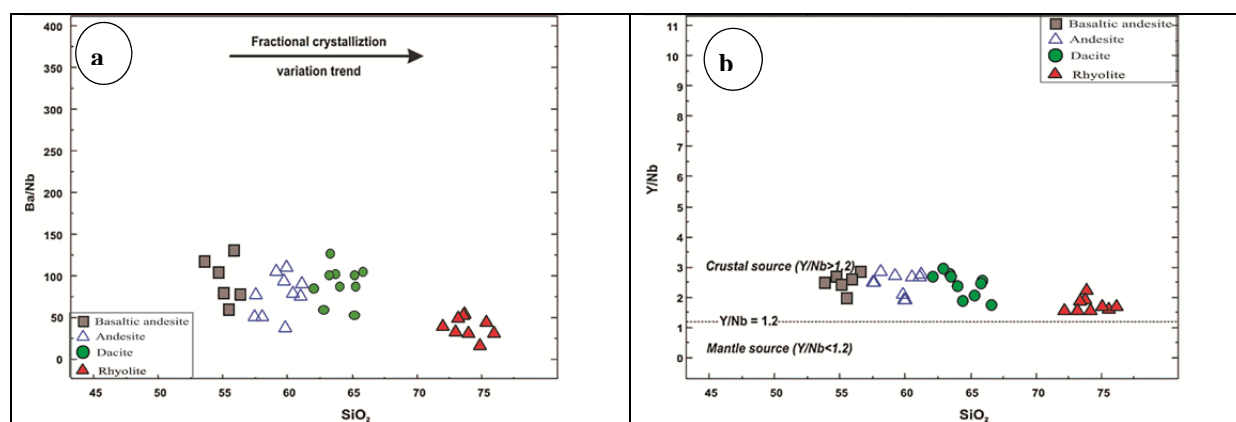 a
Fractional crystalliztion
variation trend
400
350
300
250
200
150
100
50
0
Ba/Nb
Basaltic andesite
Andesite
Dacite
Rhyolite
45 50 55 60 65 70 75
SiO₂
b
Basaltic andesite
Andesite
Dacite
Rhyolite
11
10
9
8
7
6
5
4
3
2
1
0
Y/Nb
Crustal source (Y/Nb>1.2)
Y/Nb = 1.2
Mantle source (Y/Nb<1.2)
45 50 55 60 65 70 75
SiO₂